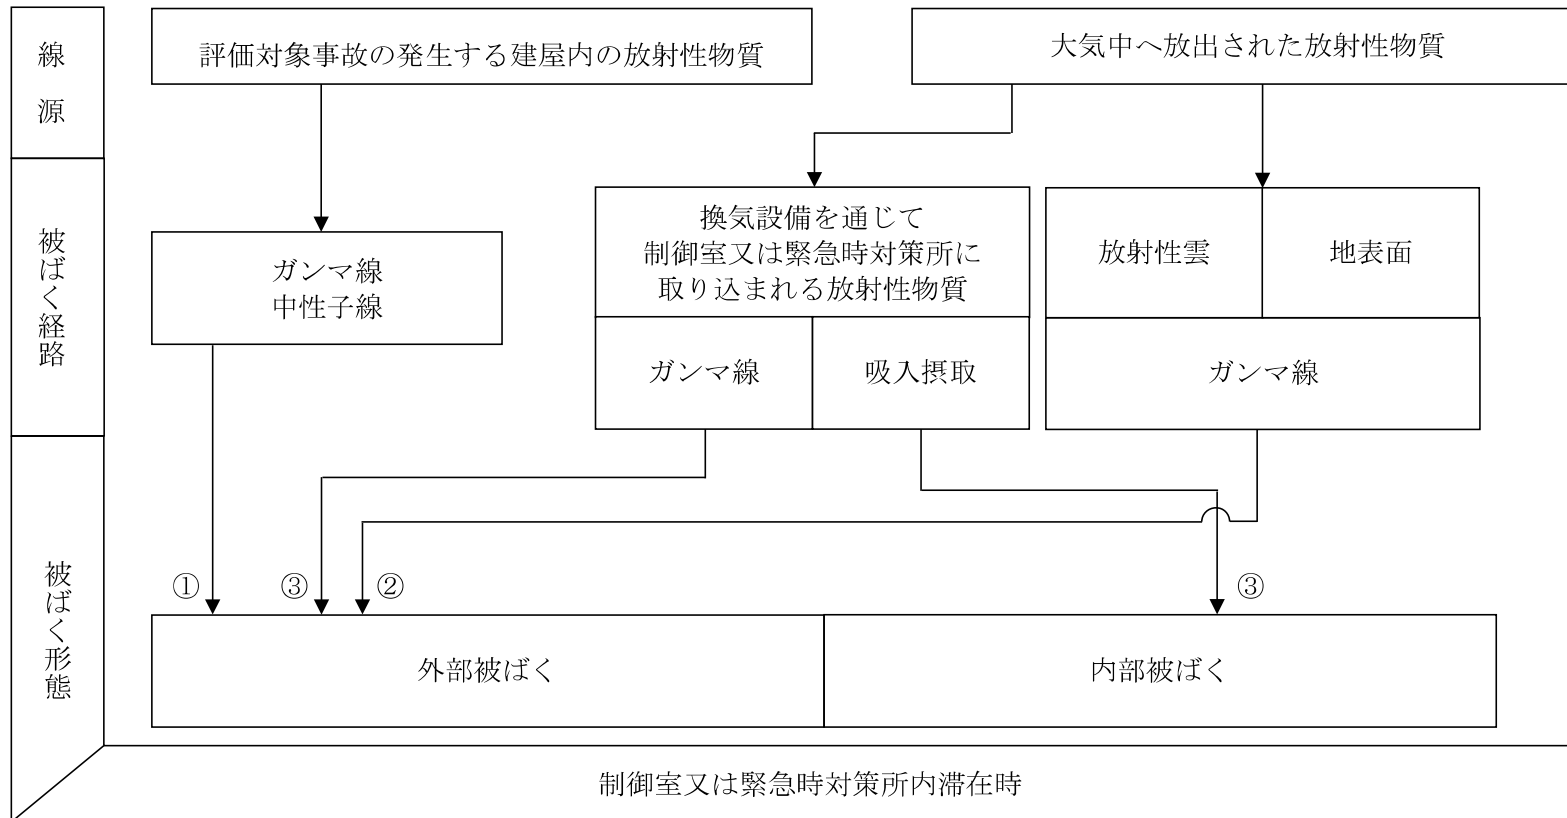 線源
評価対象事故の発生する建屋内の放射性物質
大気中へ放出された放射性物質
被ばく経路
ガンマ線
中性子線
換気設備を通じて
制御室又は緊急時対策所に
取り込まれる放射性物質
ガンマ線
吸入摂取
放射性雲
地表面
ガンマ線
被ばく形態
①
③
②
③
外部被ばく
内部被ばく
制御室又は緊急時対策所内滞在時